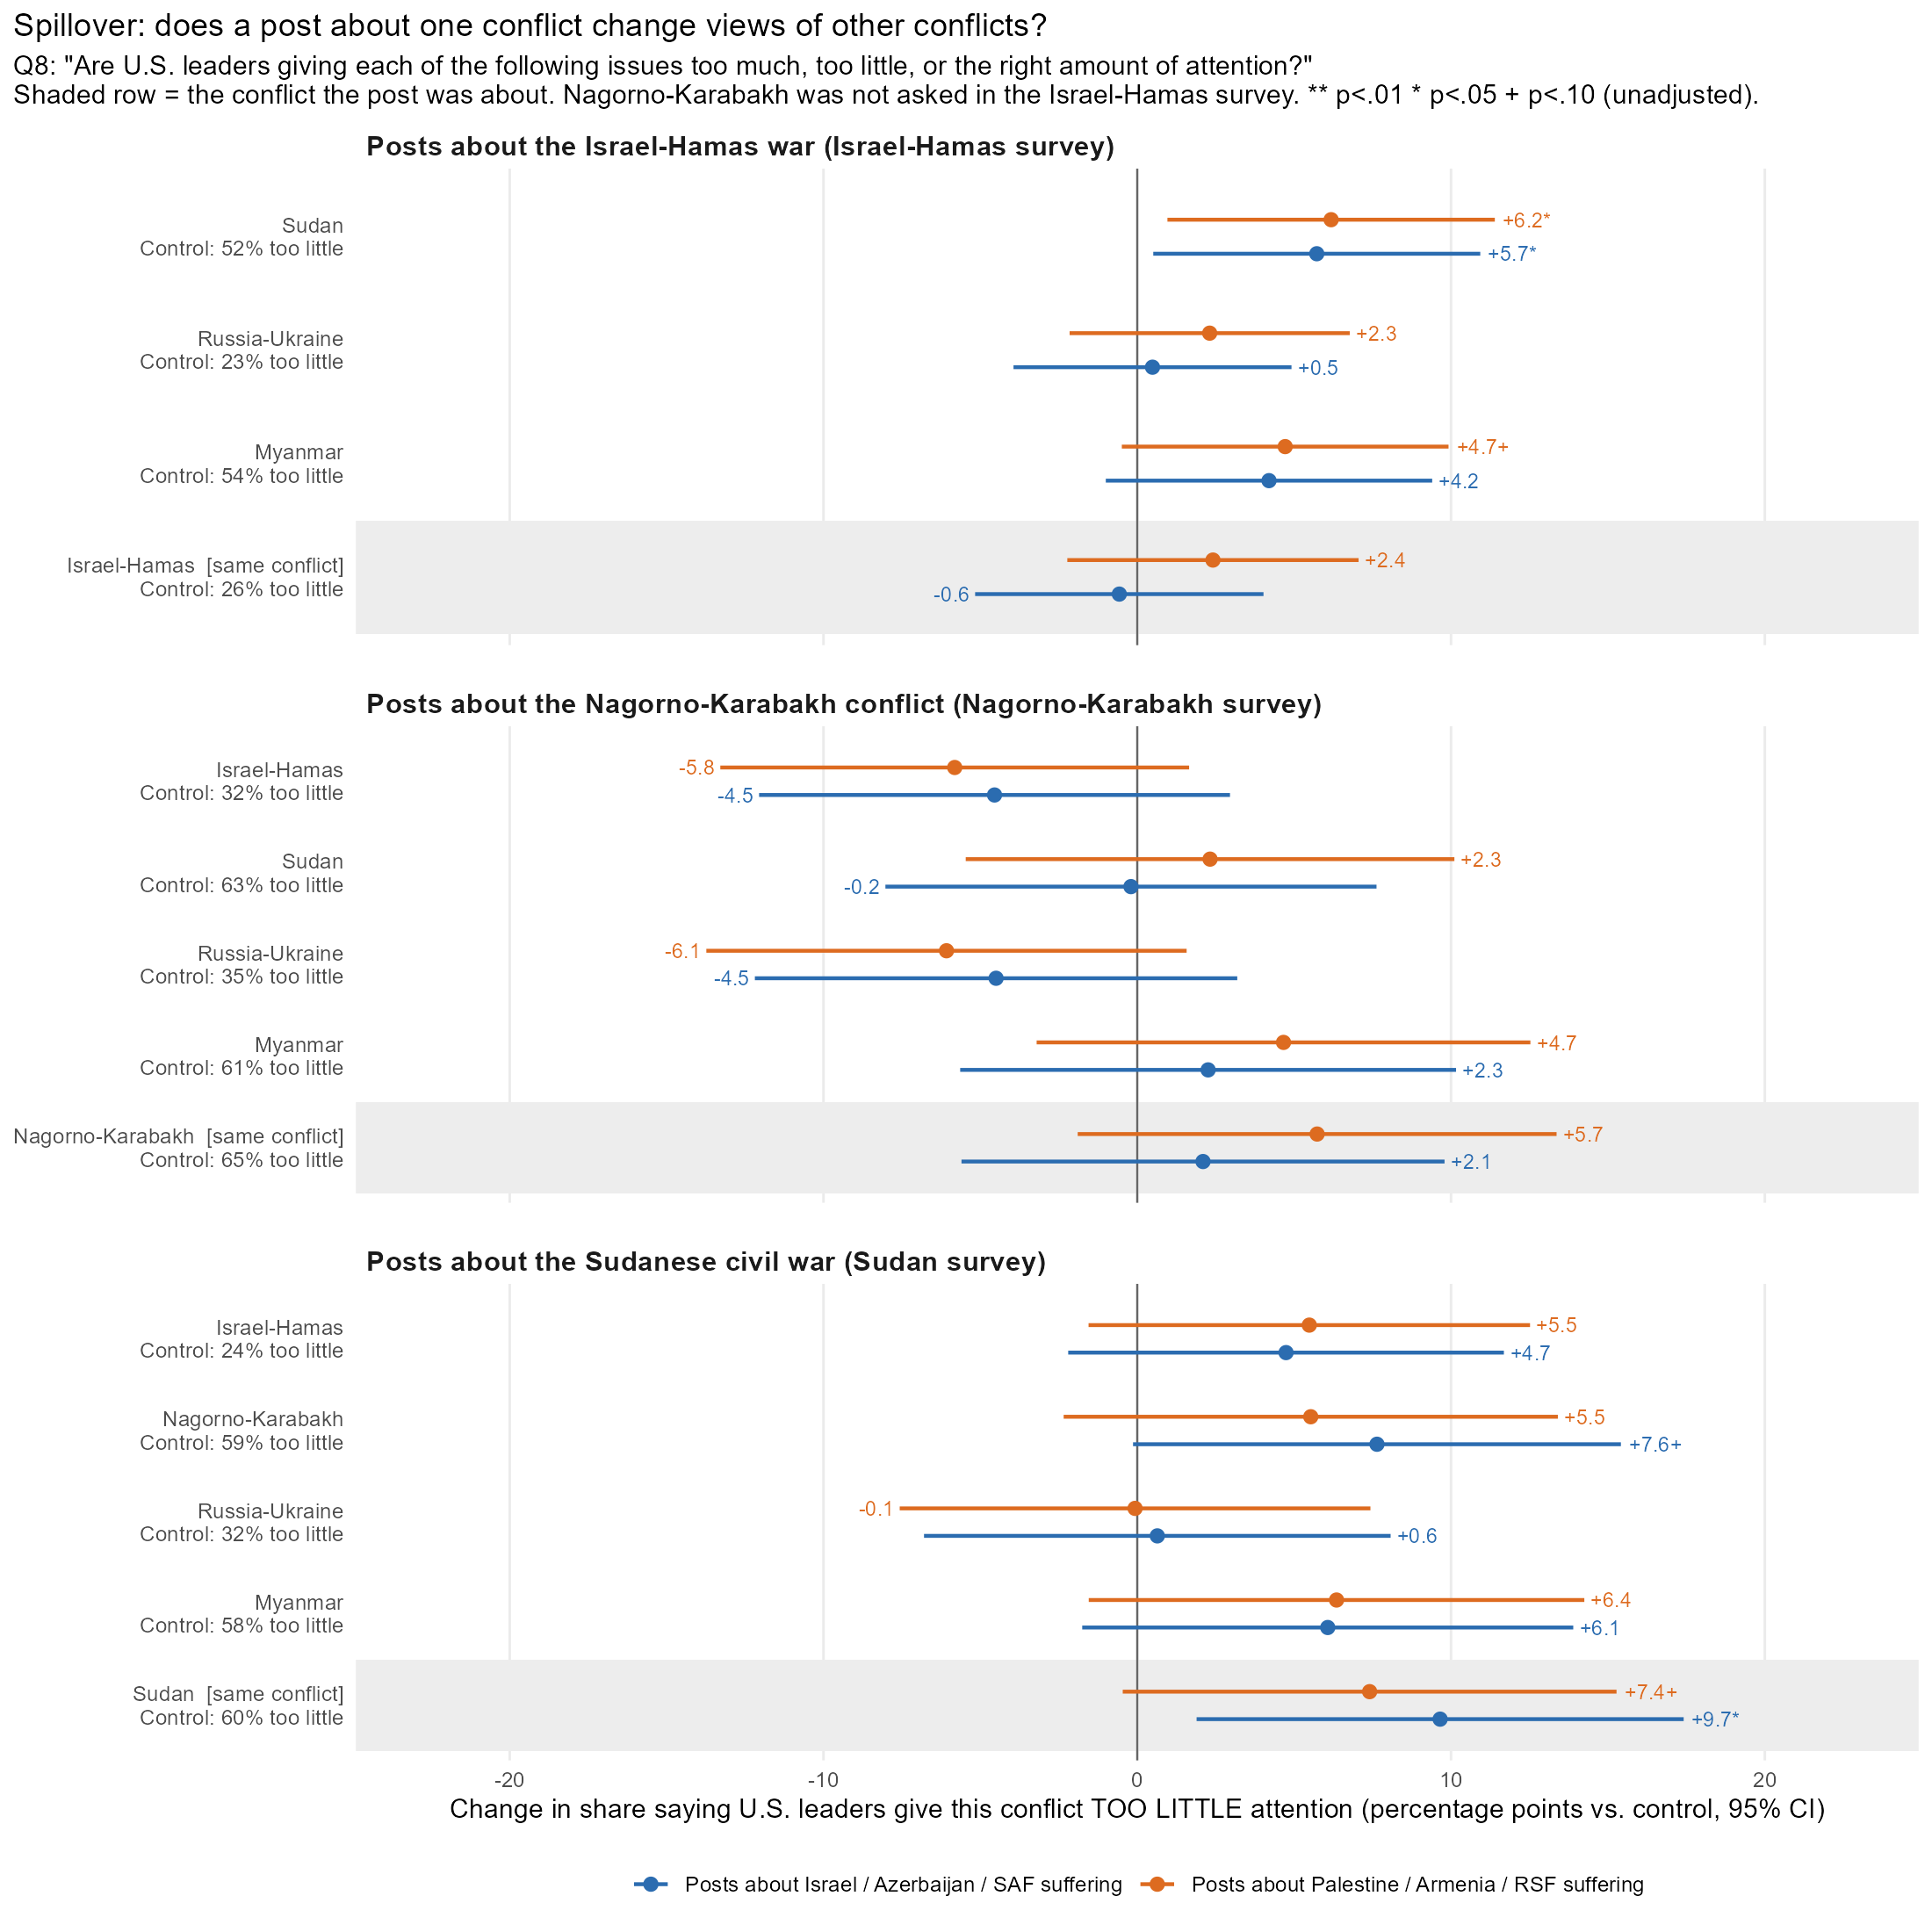 Spillover: does a post about one conflict change views of other conflicts?
Q8: "Are U.S. leaders giving each of the following issues too much, too little, or the right amount of attention?"
Shaded row = the conflict the post was about. Nagorno-Karabakh was not asked in the Israel-Hamas survey. ** p<.01 * p<.05 + p<.10 (unadjusted).
Posts about the Israel-Hamas war (Israel-Hamas survey)
Sudan
Control: 52% too little
+6.2*
+5.7*
Russia-Ukraine
Control: 23% too little
+2.3
+0.5
Myanmar
Control: 54% too little
+4.7+
+4.2
Israel-Hamas [same conflict]
Control: 26% too little
+2.4
-0.6
Posts about the Nagorno-Karabakh conflict (Nagorno-Karabakh survey)
Israel-Hamas
Control: 32% too little
-5.8
-4.5
Sudan
Control: 63% too little
+2.3
-0.2
Russia-Ukraine
Control: 35% too little
-6.1
-4.5
Myanmar
Control: 61% too little
+4.7
+2.3
Nagorno-Karabakh [same conflict]
Control: 65% too little
+5.7
+2.1
Posts about the Sudanese civil war (Sudan survey)
Israel-Hamas
Control: 24% too little
+5.5
+4.7
Nagorno-Karabakh
Control: 59% too little
+5.5
+7.6+
Russia-Ukraine
Control: 32% too little
-0.1
+0.6
Myanmar
Control: 58% too little
+6.4
+6.1
Sudan [same conflict]
Control: 60% too little
+7.4+
+9.7*
-20 -10 0 10 20
Change in share saying U.S. leaders give this conflict TOO LITTLE attention (percentage points vs. control, 95% CI)
Posts about Israel / Azerbaijan / SAF suffering Posts about Palestine / Armenia / RSF suffering